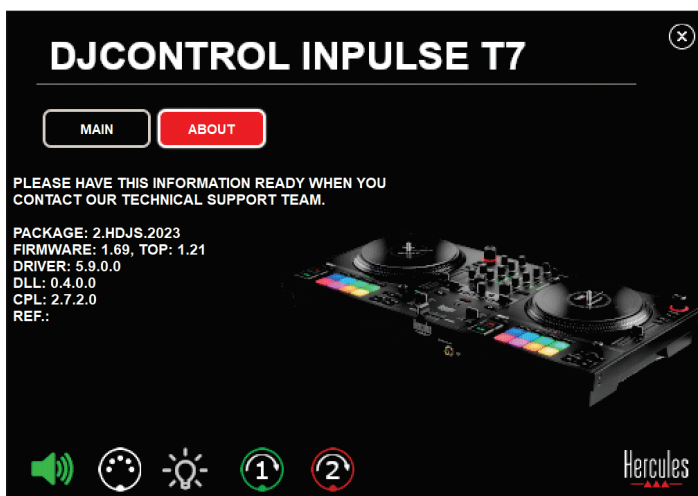 DJCONTROL INPULSE T7
MAIN
ABOUT
PLEASE HAVE THIS INFORMATION READY WHEN YOU
CONTACT OUR TECHNICAL SUPPORT TEAM.
PACKAGE: 2.HDJS.2023
FIRMWARE: 1.69, TOP: 1.21
DRIVER: 5.9.0.0
DLL: 0.4.0.0
CPL: 2.7.2.0
REF.:
1
2
Hercules